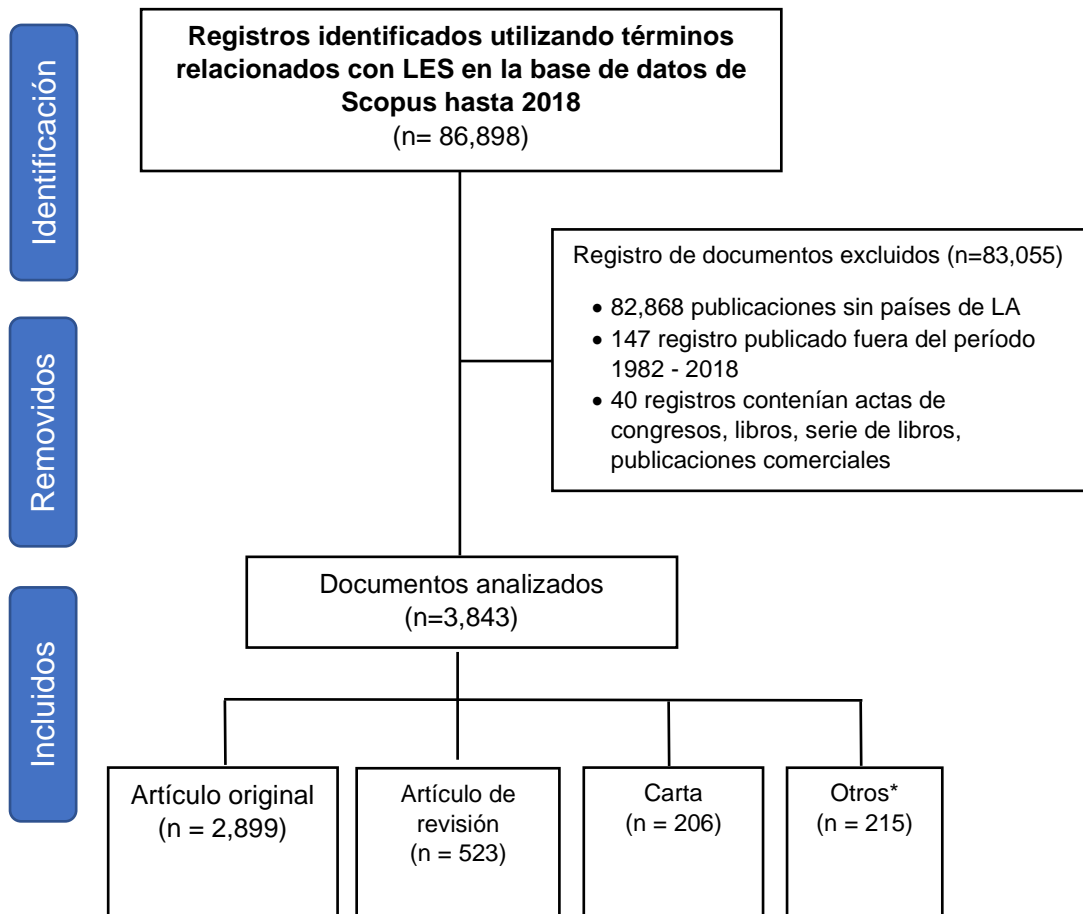 Identificación
Registros identificados utilizando términos
relacionados con LES en la base de datos de
Scopus hasta 2018
(n= 86,898)
Registro de documentos excluidos (n=83,055)
• 82,868 publicaciones sin países de LA
• 147 registro publicado fuera del período
1982 - 2018
• 40 registros contenían actas de
congresos, libros, serie de libros,
publicaciones comerciales
Removidos
Documentos analizados
(n=3,843)
Incluidos
Artículo original
(n = 2,899)
Artículo de
revisión
(n = 523)
Carta
(n = 206)
Otros*
(n = 215)